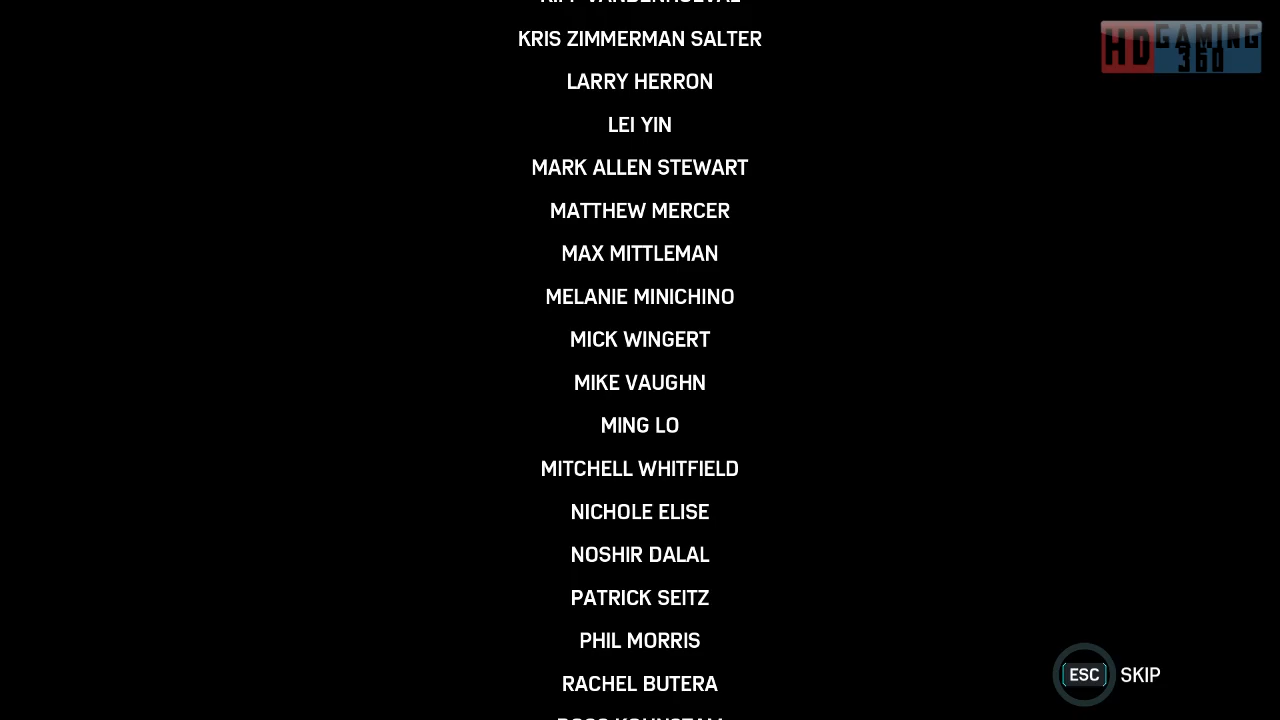 KRIS ZIMMERMAN SALTER
LARRY HERRON
LEI YIN
MARK ALLEN STEWART
MATTHEW MERCER
MAX MITTLEMAN
MELANIE MINICHINO
MICK WINGERT
MIKE VAUGHN
MING LO
MITCHELL WHITFIELD
NICHOLE ELISE
NOSHIR DALAL
PATRICK SEITZ
PHIL MORRIS
RACHEL BUTERA
HD GAMING
360
ESC SKIP